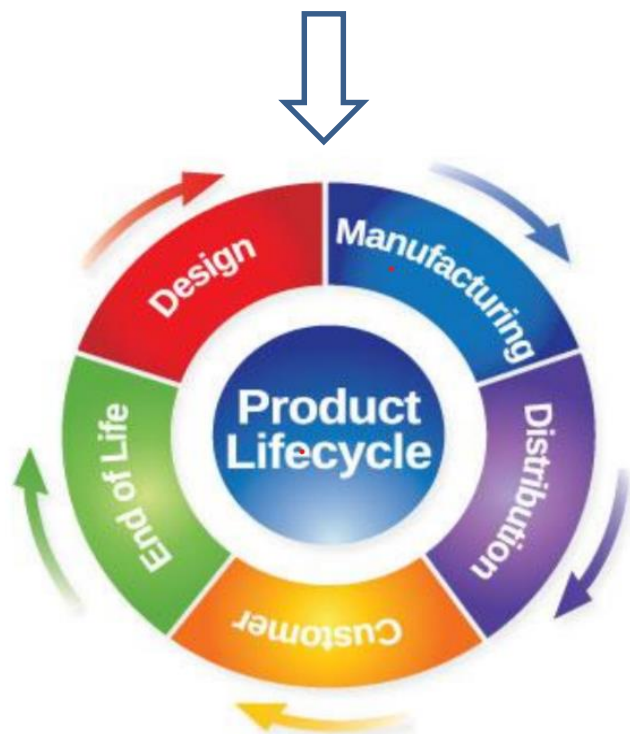 Design
Manufacturing
Product
Lifecycle
End of Life
Distribution
Customer